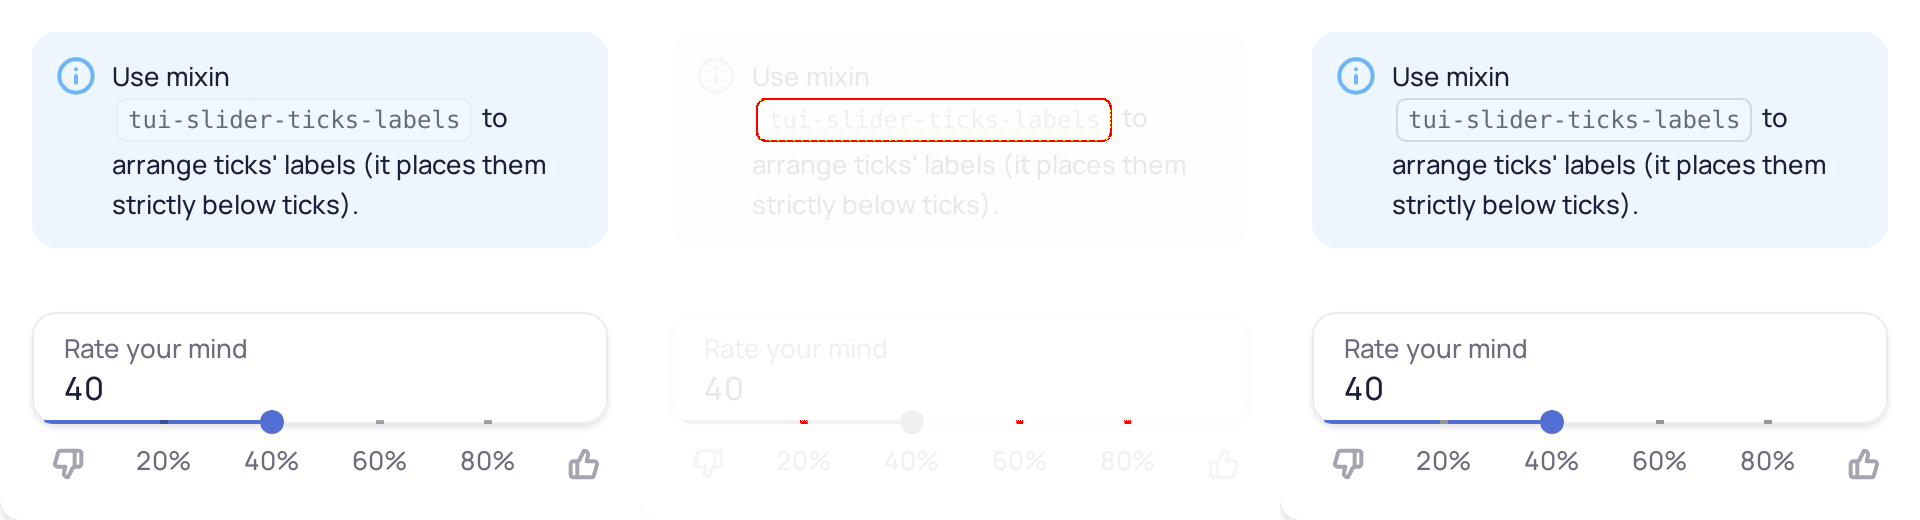 Use mixin
tui-slider-ticks-labels to
arrange ticks' labels (it places them
strictly below ticks).
Rate your mind
40
20% 40% 60% 80%
Use mixin
tui-slider-ticks-labels to
arrange ticks' labels (it places them
strictly below ticks).
Rate your mind
40
20% 40% 60% 80%
Use mixin
tui-slider-ticks-labels to
arrange ticks' labels (it places them
strictly below ticks).
Rate your mind
40
20% 40% 60% 80%